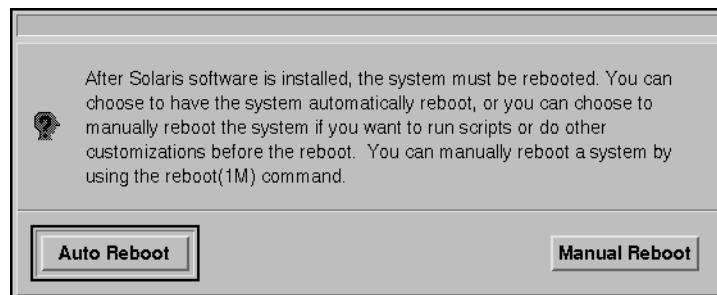 After Solaris software is installed, the system must be rebooted. You can
choose to have the system automatically reboot, or you can choose to
manually reboot the system if you want to run scripts or do other
customizations before the reboot.  You can manually reboot a system by
using the reboot(1M) command.
Auto Reboot
Manual Reboot